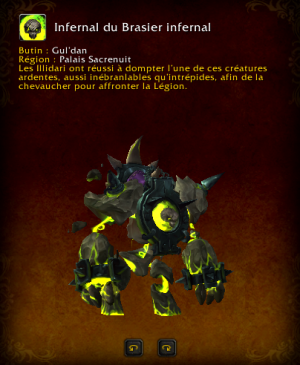 Infernal du Brasier infernal
Butin : Gul'dan
Région : Palais Sacrenuit
Les Illidari ont réussi à dompter l'une de ces créatures
ardentes, aussi inébranlables qu'intrépides, afin de la
chevaucher pour affronter la Légion.